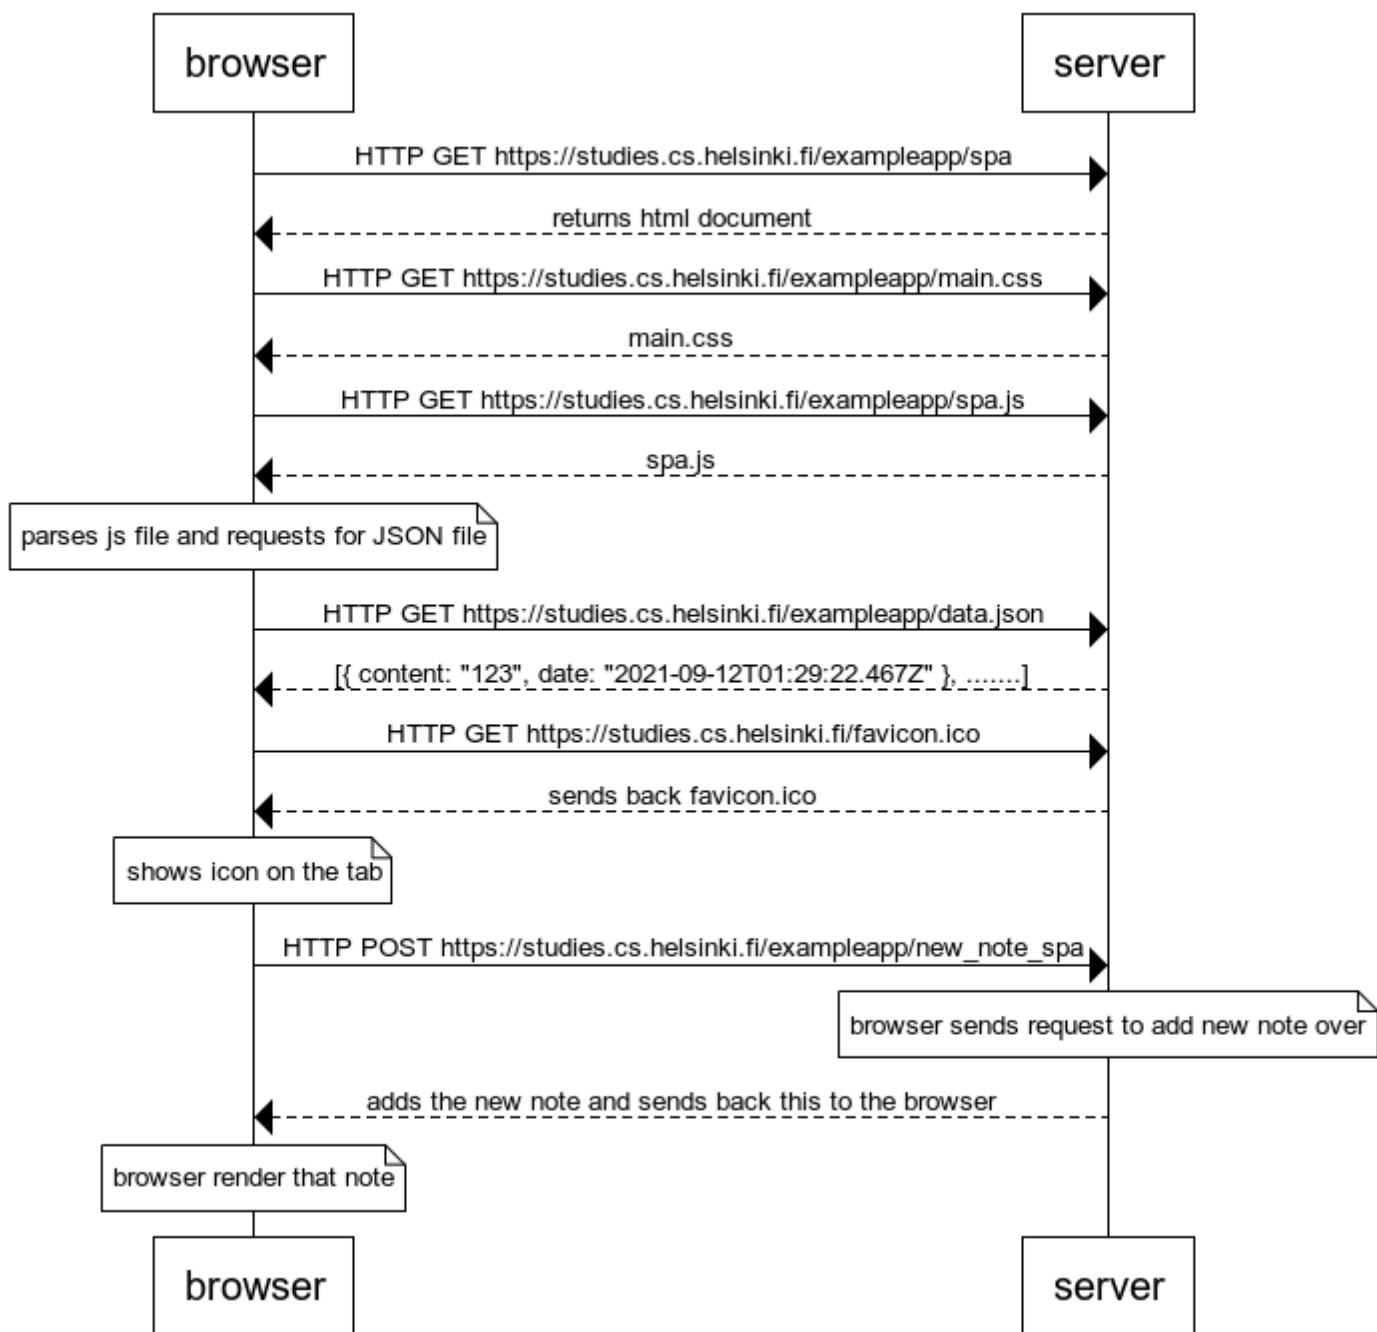 browser
server
HTTP GET https://studies.cs.helsinki.fi/exampleapp/spa
returns html document
HTTP GET https://studies.cs.helsinki.fi/exampleapp/main.css
main.css
HTTP GET https://studies.cs.helsinki.fi/exampleapp/spa.js
spa.js
parses js file and requests for JSON file
HTTP GET https://studies.cs.helsinki.fi/exampleapp/data.json
[{ content: "123", date: "2021-09-12T01:29:22.467Z" }, .......]
HTTP GET https://studies.cs.helsinki.fi/favicon.ico
sends back favicon.ico
shows icon on the tab
HTTP POST https://studies.cs.helsinki.fi/exampleapp/new_note_spa
browser sends request to add new note over
adds the new note and sends back this to the browser
browser render that note
browser
server